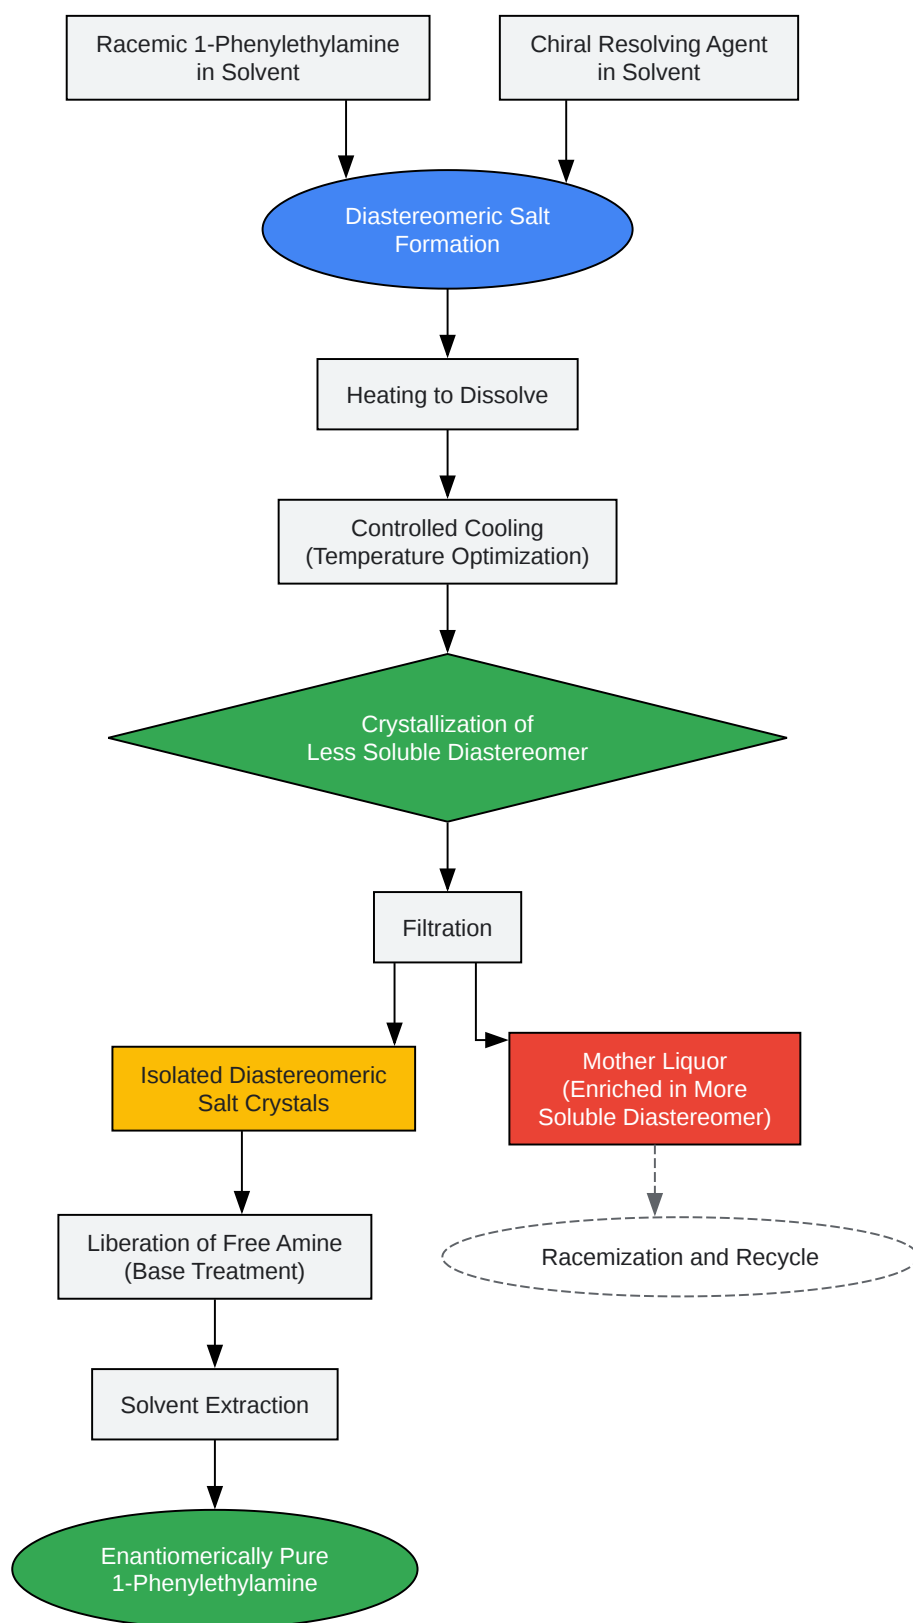 Racemic 1-Phenylethylamine
in Solvent
Chiral Resolving Agent
in Solvent
Diastereomeric Salt
Formation
Heating to Dissolve
Controlled Cooling
(Temperature Optimization)
Crystallization of
Less Soluble Diastereomer
Filtration
Isolated Diastereomeric
Salt Crystals
Mother Liquor
(Enriched in More
Soluble Diastereomer)
Liberation of Free Amine
(Base Treatment)
Racemization and Recycle
Solvent Extraction
Enantiomerically Pure
1-Phenylethylamine